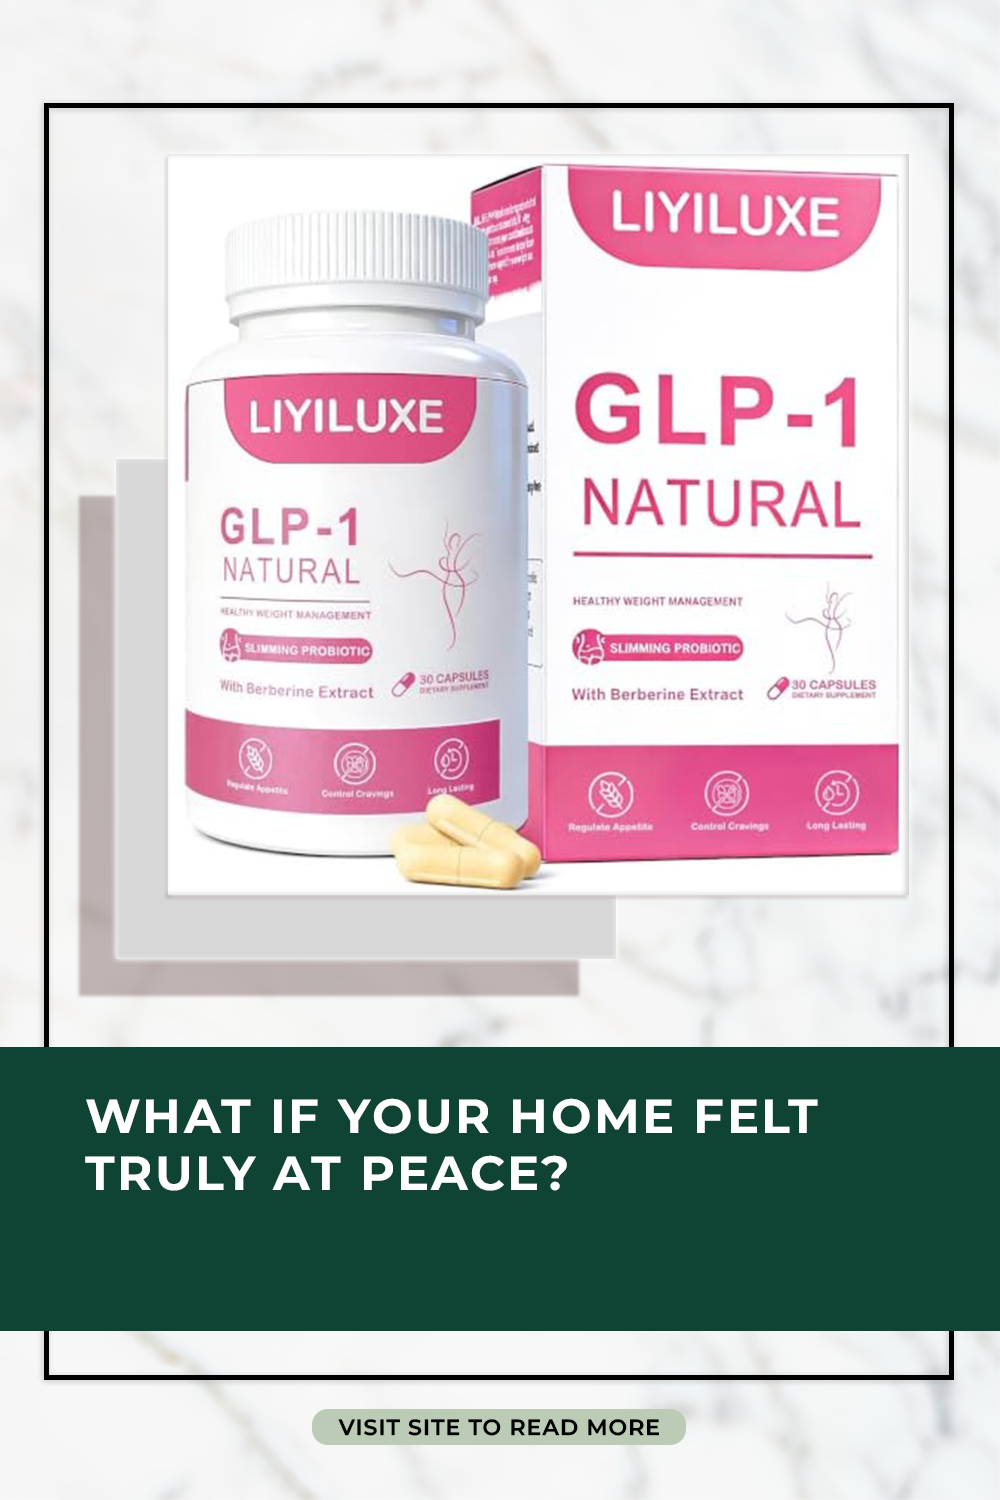 LIYILUXE
GLP-1
NATURAL
HEALTHY WEIGHT MANAGEMENT
SLIMMING PROBIOTIC
With Berberine Extract
30 CAPSULES
DIETARY SUPPLEMENT
Regulate Appetite
Control Cravings
Long Lasting
LIYILUXE
GLP-1
NATURAL
HEALTHY WEIGHT MANAGEMENT
SLIMMING PROBIOTIC
With Berberine Extract
30 CAPSULES
DIETARY SUPPLEMENT
Regulate Appetite
Control Cravings
Long Lasting
WHAT IF YOUR HOME FELT
TRULY AT PEACE?
VISIT SITE TO READ MORE